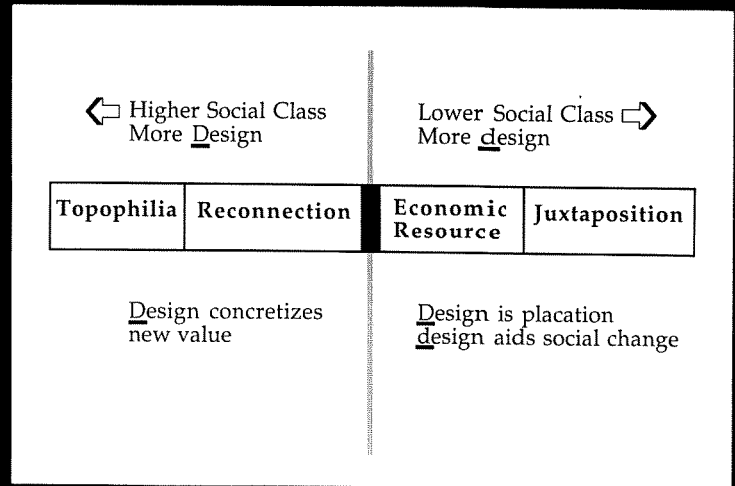 Higher Social Class
More Design
Lower Social Class
More design
Topophilia
Reconnection
Economic
Resource
Juxtaposition
Design concretizes
new value
Design is placation
design aids social change